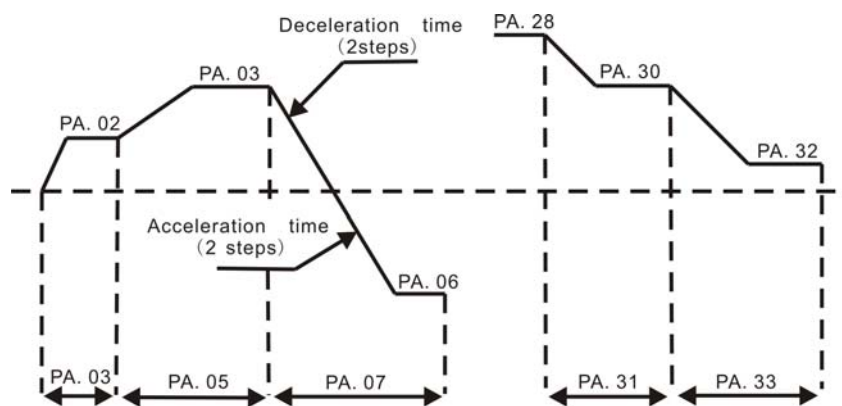 Deceleration time
(2steps)
PA. 28
PA. 03
PA. 30
PA. 02
PA. 32
Acceleration time
(2 steps)
PA. 06
PA. 03
PA. 05
PA. 07
PA. 31
PA. 33